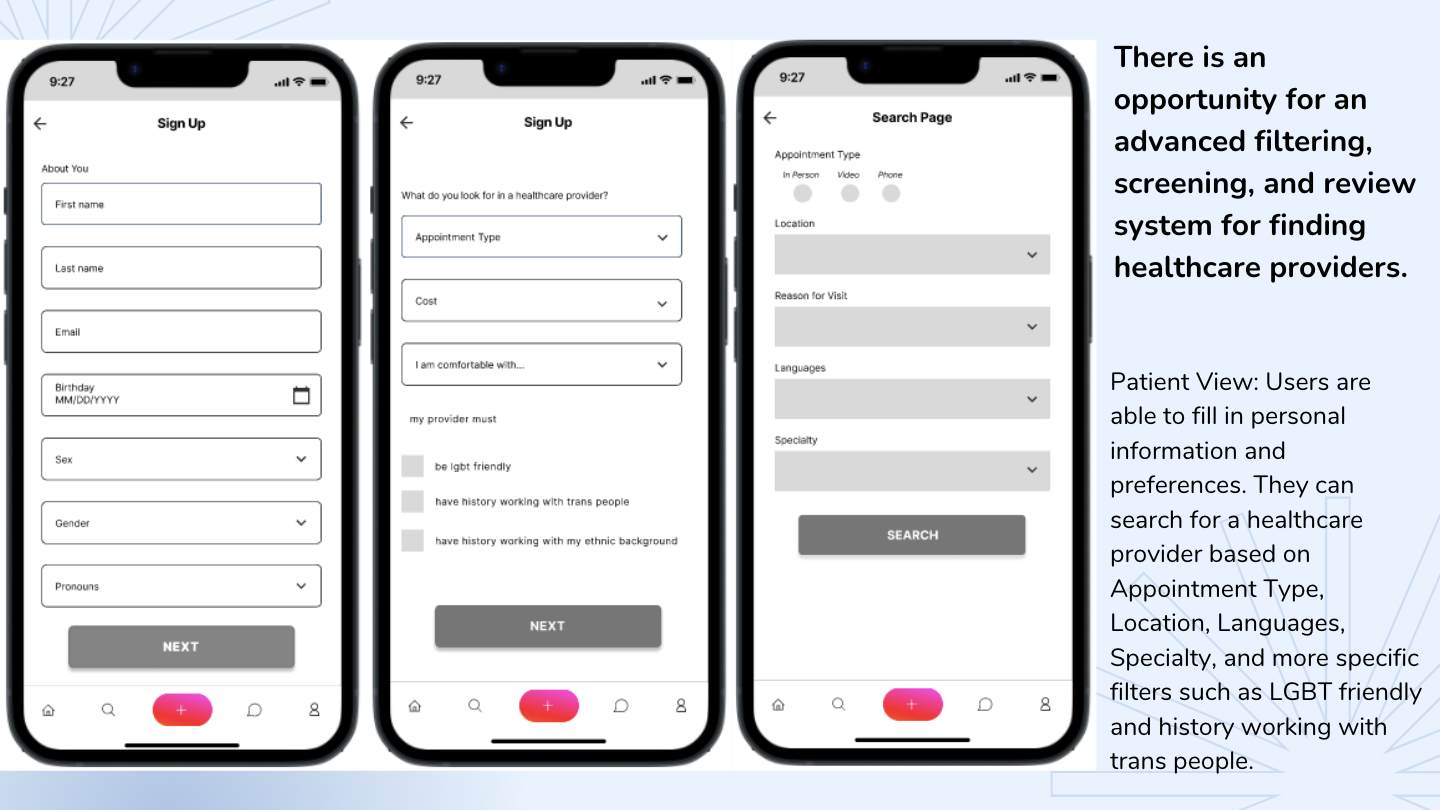 9:27
Sign Up
About You
First name
Last name
Email
Birthday
MM/DD/YYYY
Sex
Gender
Pronouns
NEXT
9:27
Sign Up
What do you look for in a healthcare provider?
Appointment Type
Cost
I am comfortable with...
my provider must
be lgbt friendly
have history working with trans people
have history working with my ethnic background
NEXT
9:27
Search Page
Appointment Type
In Person Video Phone
Location
Reason for Visit
Languages
Specialty
SEARCH
There is an
opportunity for an
advanced filtering,
screening, and review
system for finding
healthcare providers.
Patient View: Users are
able to fill in personal
information and
preferences. They can
search for a healthcare
provider based on
Appointment Type,
Location, Languages,
Specialty, and more specific
filters such as LGBT friendly
and history working with
trans people.